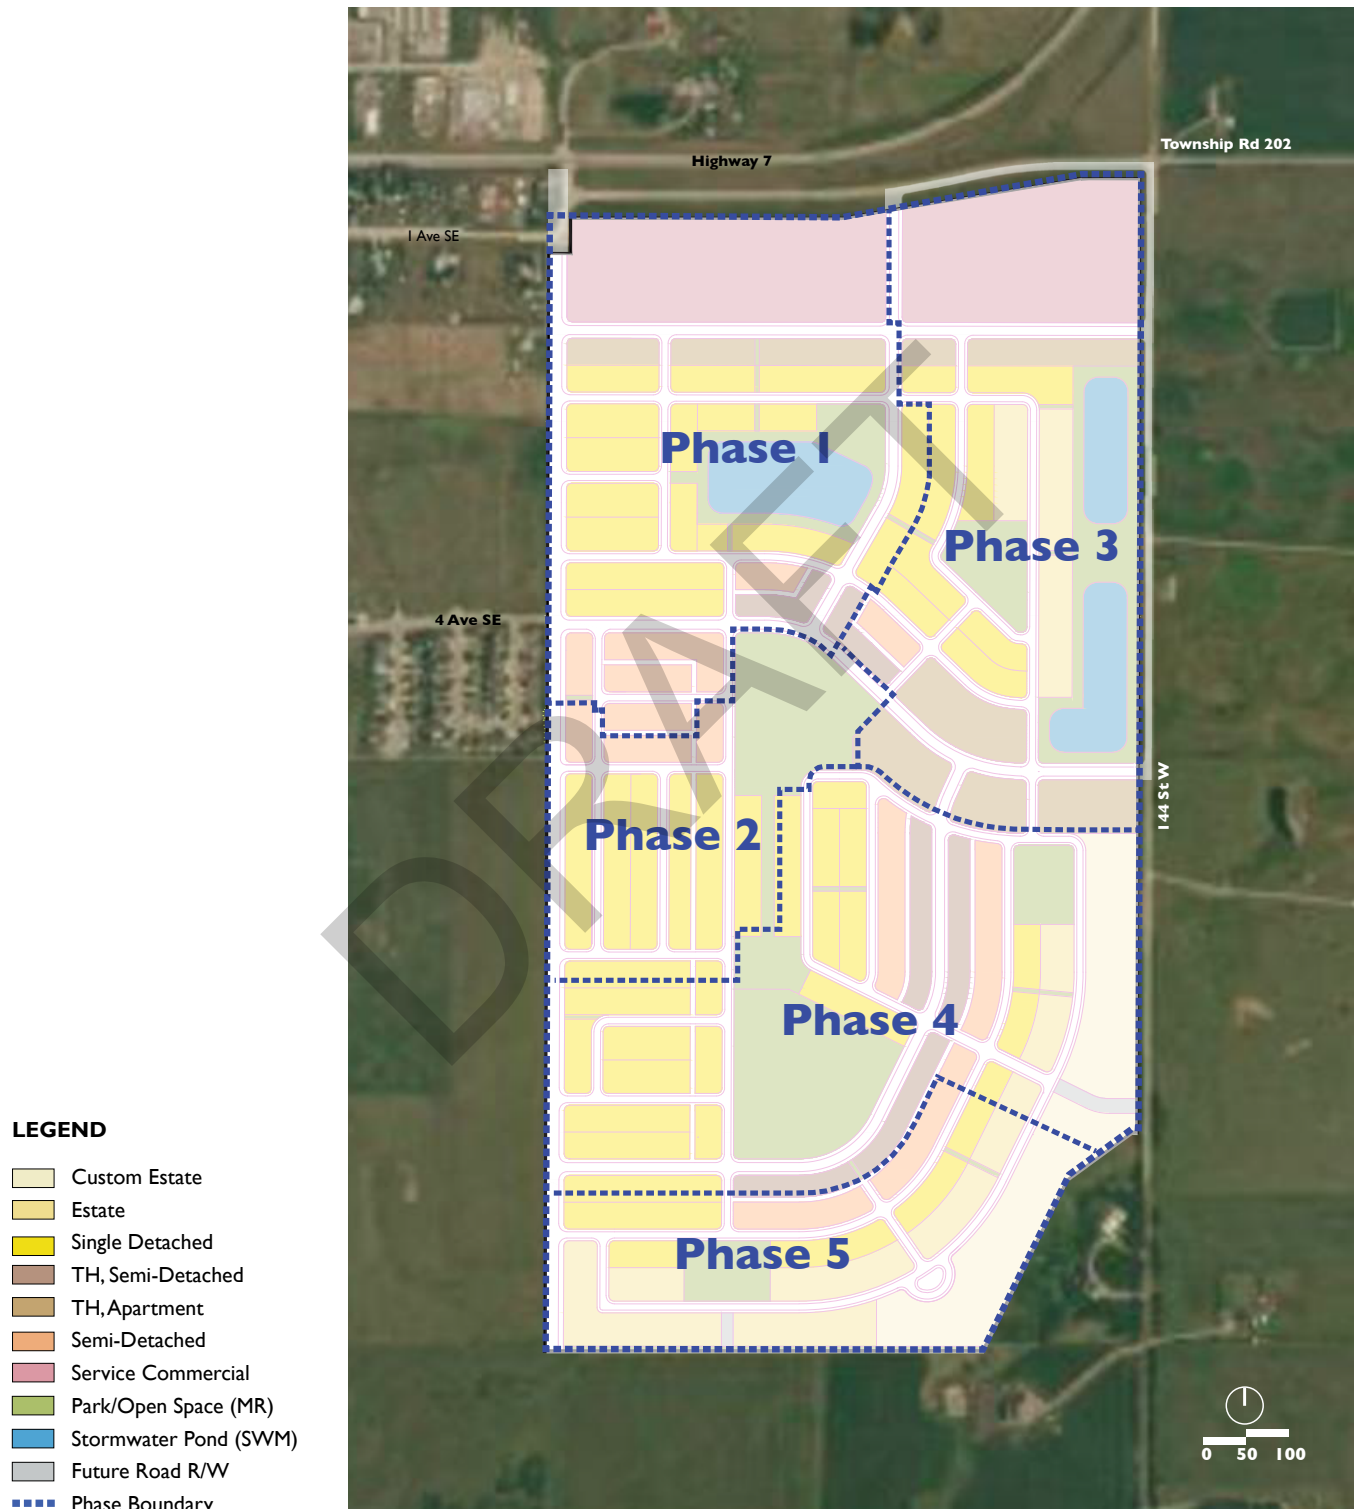 Township Rd 202
Highway 7
1 Ave SE
Phase 1
Phase 3
4 Ave SE
144 St W
Phase 2
Phase 4
Phase 5
DRAFT
LEGEND
Custom Estate
Estate
Single Detached
TH, Semi-Detached
TH, Apartment
Semi-Detached
Service Commercial
Park/Open Space (MR)
Stormwater Pond (SWM)
Future Road R/W
Phase Boundary
0 50 100